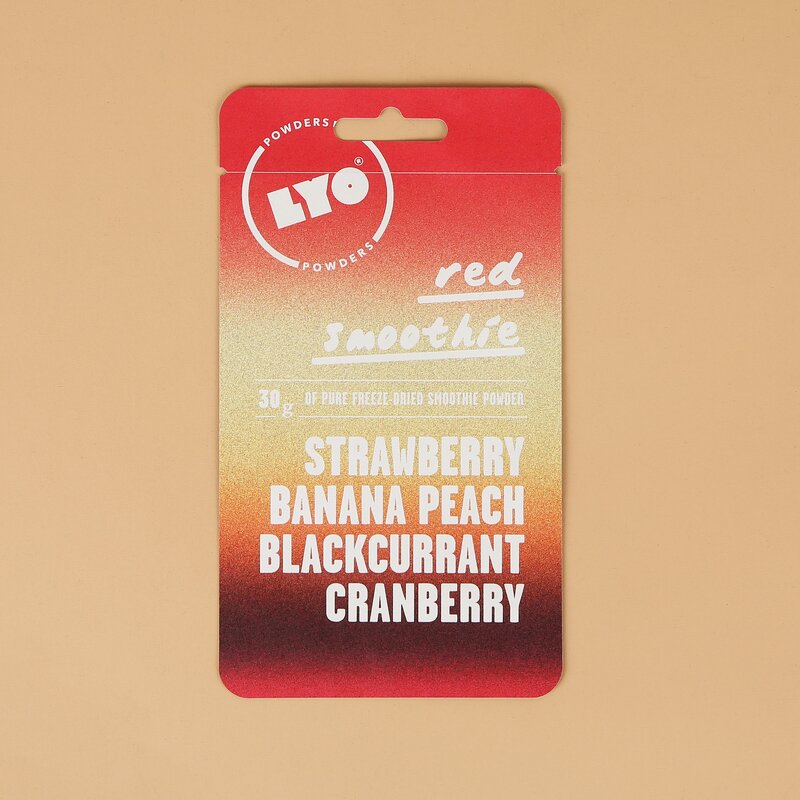 POWDERS
LYO®
POWDERS
red
smoothie
30g OF PURE FREEZE-DRIED SMOOTHIE POWDER
STRAWBERRY
BANANA PEACH
BLACKCURRANT
CRANBERRY